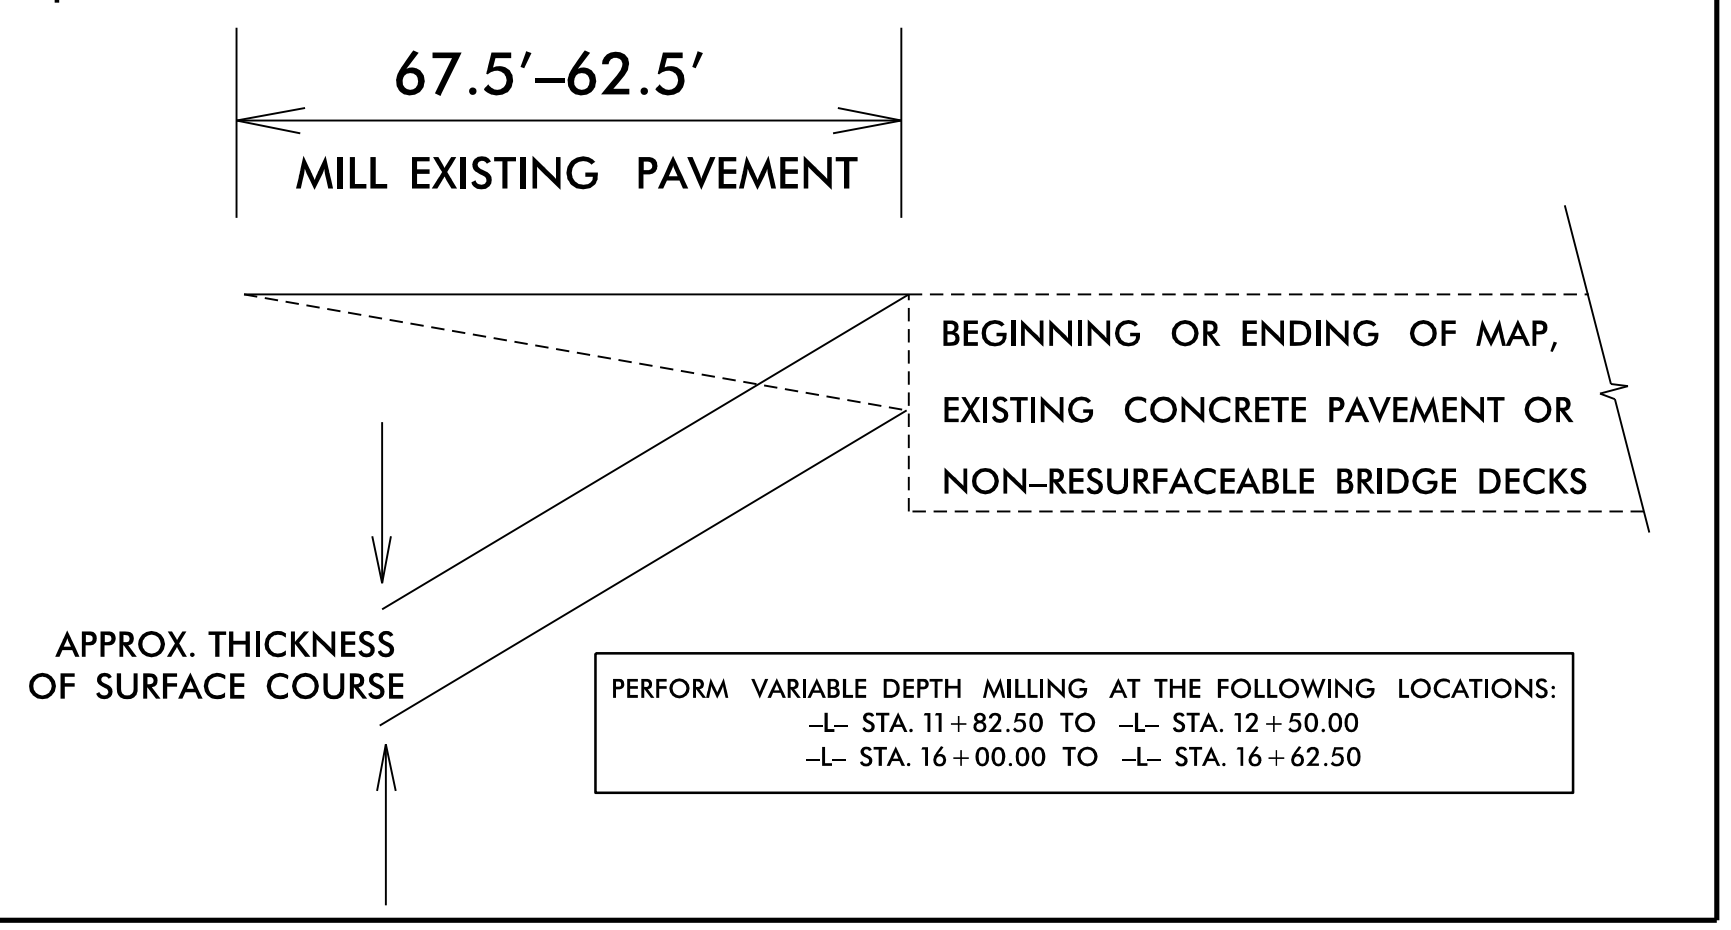 67.5'–62.5'
MILL EXISTING PAVEMENT
BEGINNING OR ENDING OF MAP,
EXISTING CONCRETE PAVEMENT OR
NON–RESURFACEABLE BRIDGE DECKS
APPROX. THICKNESS
OF SURFACE COURSE
PERFORM VARIABLE DEPTH MILLING AT THE FOLLOWING LOCATIONS:
–L– STA. 11+82.50 TO –L– STA. 12+50.00
–L– STA. 16+00.00 TO –L– STA. 16+62.50